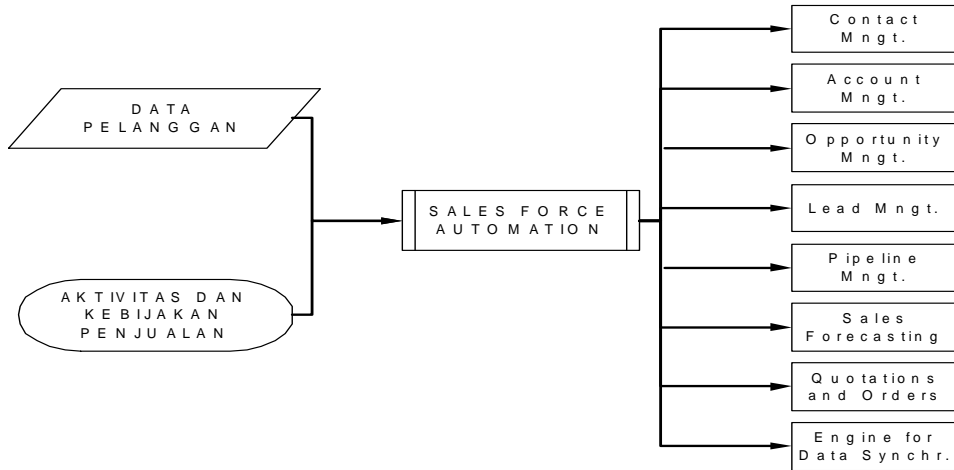 DATA
PELANGGAN
AKTIVITAS DAN
KEBIJAKAN
PENJUALAN
SALES FORCE
AUTOMATION
Contact
Mngt.
Account
Mngt.
Opportunity
Mngt.
Lead Mngt.
Pipeline
Mngt.
Sales
Forecasting
Quotations
and Orders
Engine for
Data Synchr.